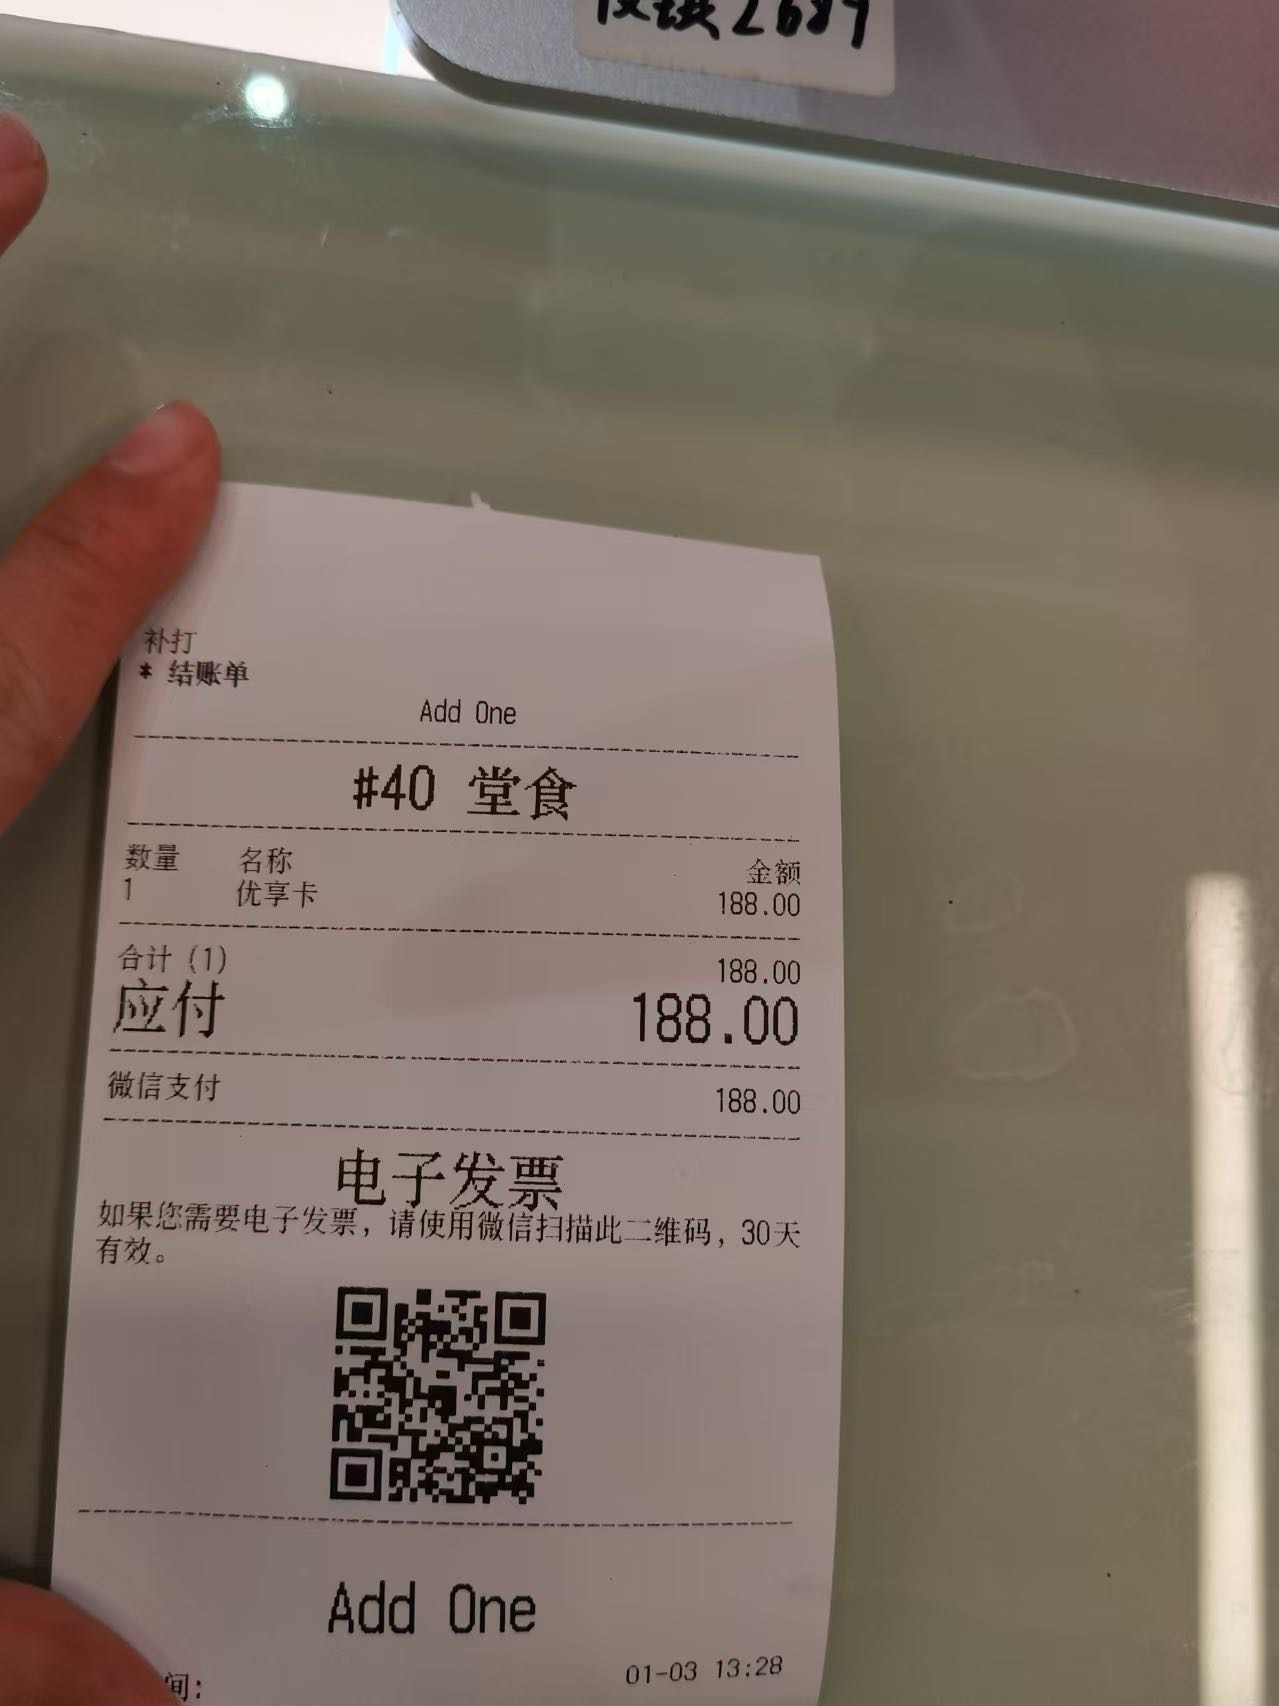 2689
补打
* 结账单
Add One
#40 堂食
数量 名称 金额
1 优享卡 188.00
合计 (1) 188.00
应付 188.00
微信支付 188.00
电子发票
如果您需要电子发票，请使用微信扫描此二维码，30天
有效。
Add One
间: 01-03 13:28